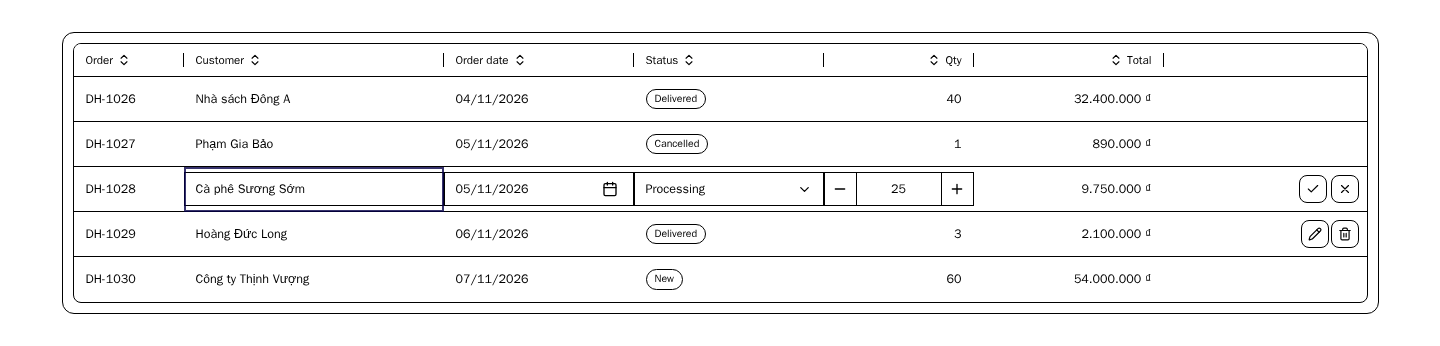 Order Customer Order date Status Qty Total
DH-1026 Nhà sách Đông A 04/11/2026 Delivered 40 32.400.000 ₫
DH-1027 Phạm Gia Bảo 05/11/2026 Cancelled 1 890.000 ₫
DH-1028 Cà phê Sương Sớm 05/11/2026 Processing 25 9.750.000 ₫
DH-1029 Hoàng Đức Long 06/11/2026 Delivered 3 2.100.000 ₫
DH-1030 Công ty Thịnh Vượng 07/11/2026 New 60 54.000.000 ₫